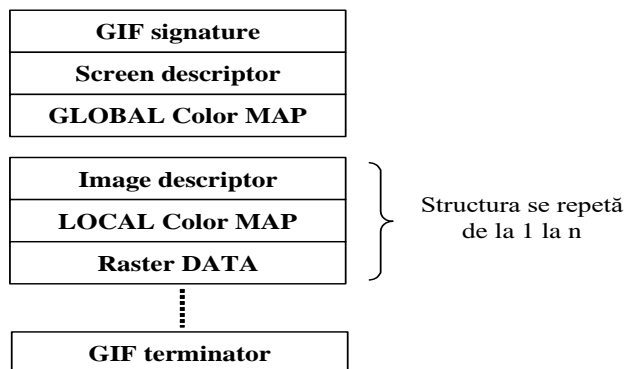 GIF signature
Screen descriptor
GLOBAL Color MAP
Image descriptor
LOCAL Color MAP
Raster DATA
Structura se repetă
de la 1 la n
GIF terminator